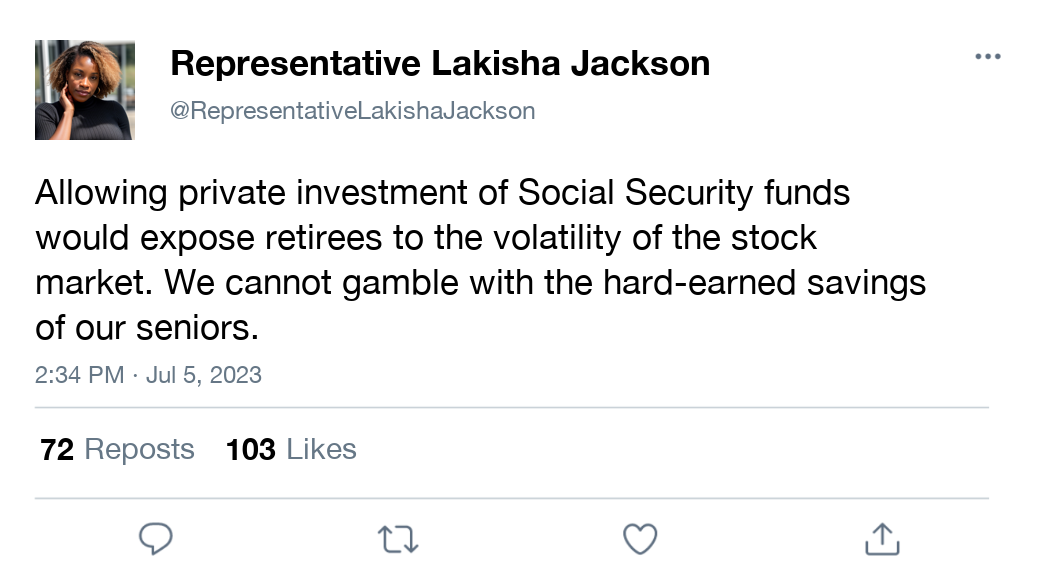 Representative Lakisha Jackson
@RepresentativeLakishaJackson
Allowing private investment of Social Security funds
would expose retirees to the volatility of the stock
market. We cannot gamble with the hard-earned savings
of our seniors.
2:34 PM · Jul 5, 2023
72 Reposts 103 Likes